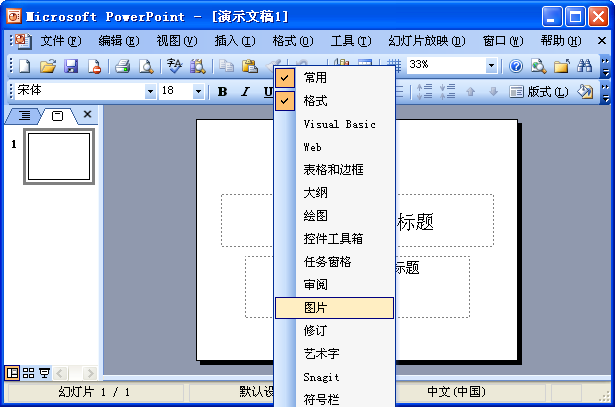 Microsoft PowerPoint - [演示文稿1]
文件(F) 编辑(E) 视图(V) 插入(I) 格式(O) 工具(T) 幻灯片放映(D) 窗口(W) 帮助(H)
33%
宋体 18 B I U 版式(L)
常用
格式
Visual Basic
Web
表格和边框
大纲
绘图
控件工具箱
任务窗格
审阅
图片
修订
艺术字
Snagit
符号栏
1
标题
标题
幻灯片 1 / 1 默认设 中文(中国)